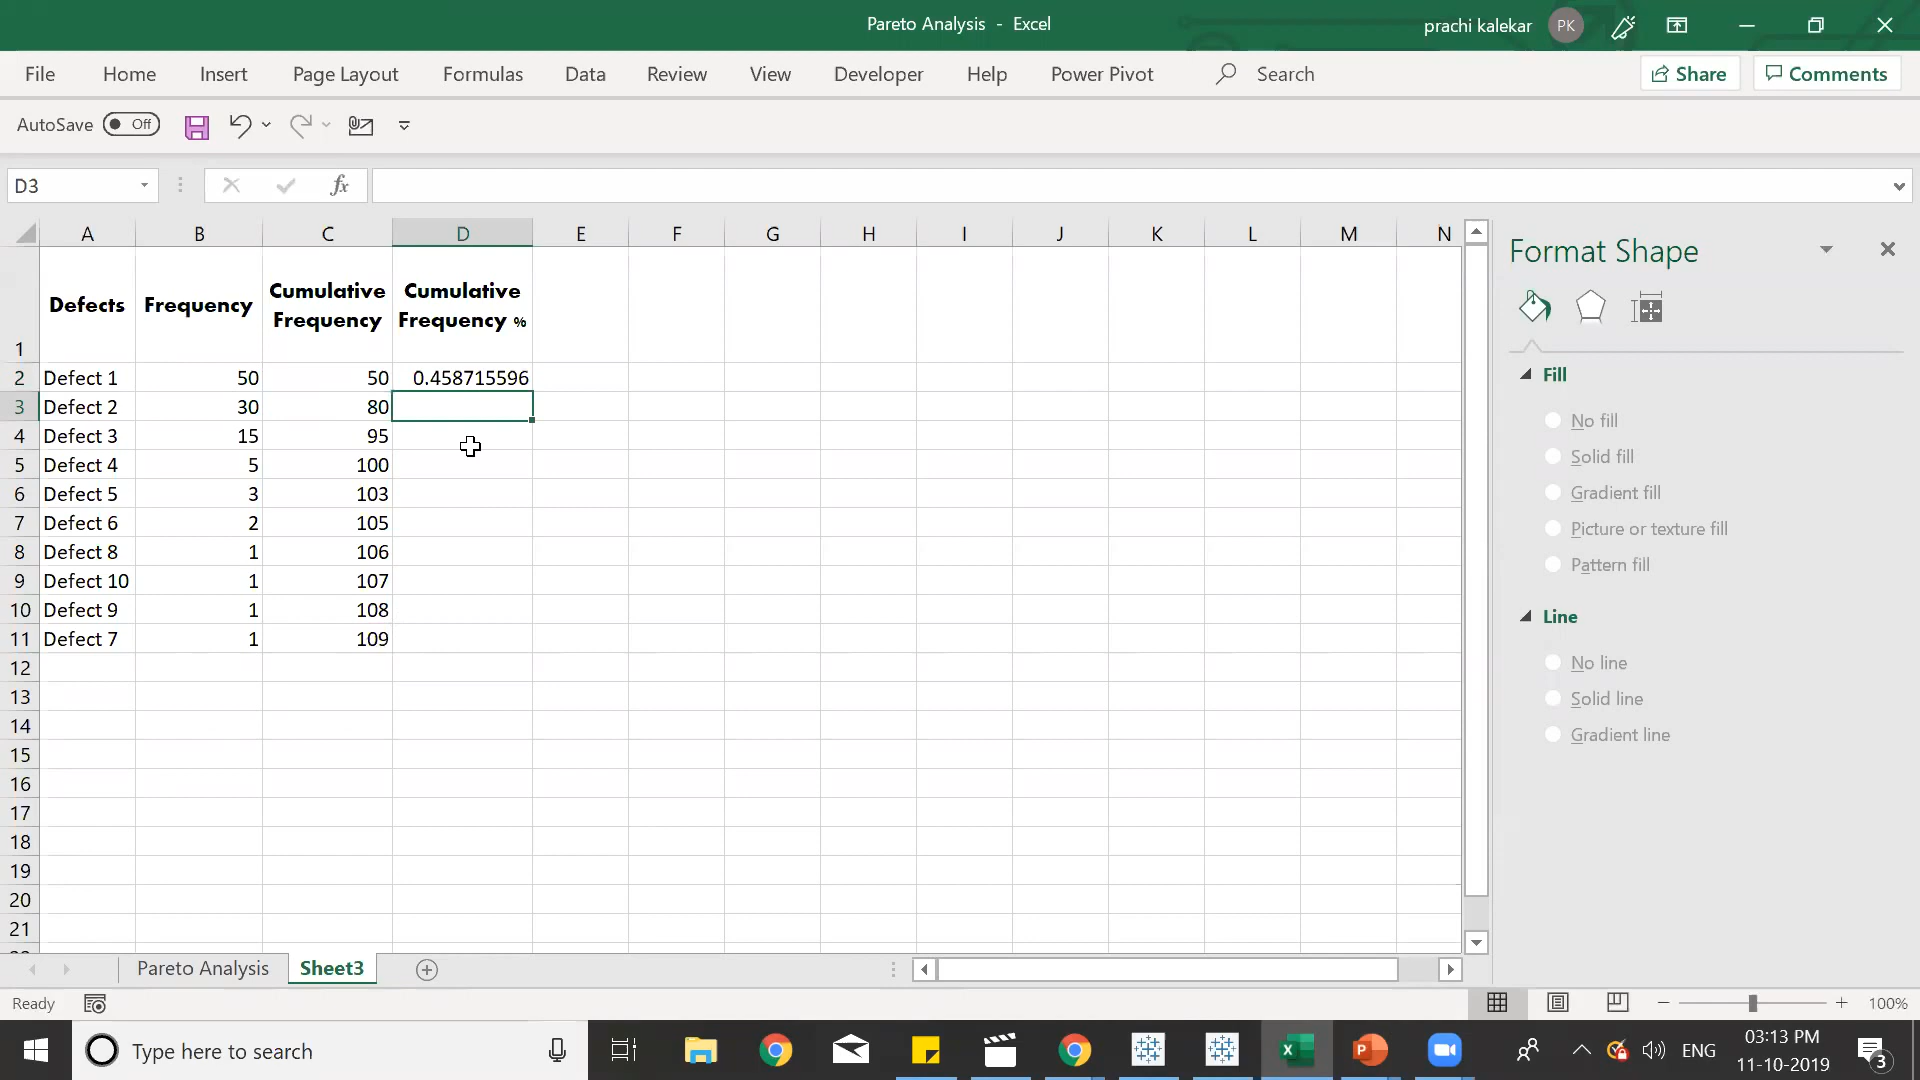 Pareto Analysis - Excel
prachi kalekar PK
File Home Insert Page Layout Formulas Data Review View Developer Help Power Pivot Search Share Comments
AutoSave Off
D3 fx
A B C D E F G H I J K L M N
1 Defects Frequency Cumulative Frequency Cumulative Frequency %
2 Defect 1 50 50 0.458715596
3 Defect 2 30 80
4 Defect 3 15 95
5 Defect 4 5 100
6 Defect 5 3 103
7 Defect 6 2 105
8 Defect 8 1 106
9 Defect 10 1 107
10 Defect 9 1 108
11 Defect 7 1 109
12
13
14
15
16
17
18
19
20
21
Format Shape
Fill
No fill
Solid fill
Gradient fill
Picture or texture fill
Pattern fill
Line
No line
Solid line
Gradient line
Pareto Analysis Sheet3
Ready 100%
Type here to search
ENG
03:13 PM
11-10-2019
3